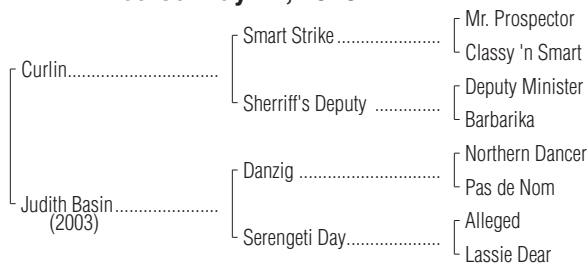 Smart Strike
Mr. Prospector
Classy 'n Smart
Curlin
Sherriff's Deputy
Deputy Minister
Barbarika
Danzig
Northern Dancer
Pas de Nom
Judith Basin
(2003)
Serengeti Day
Alleged
Lassie Dear